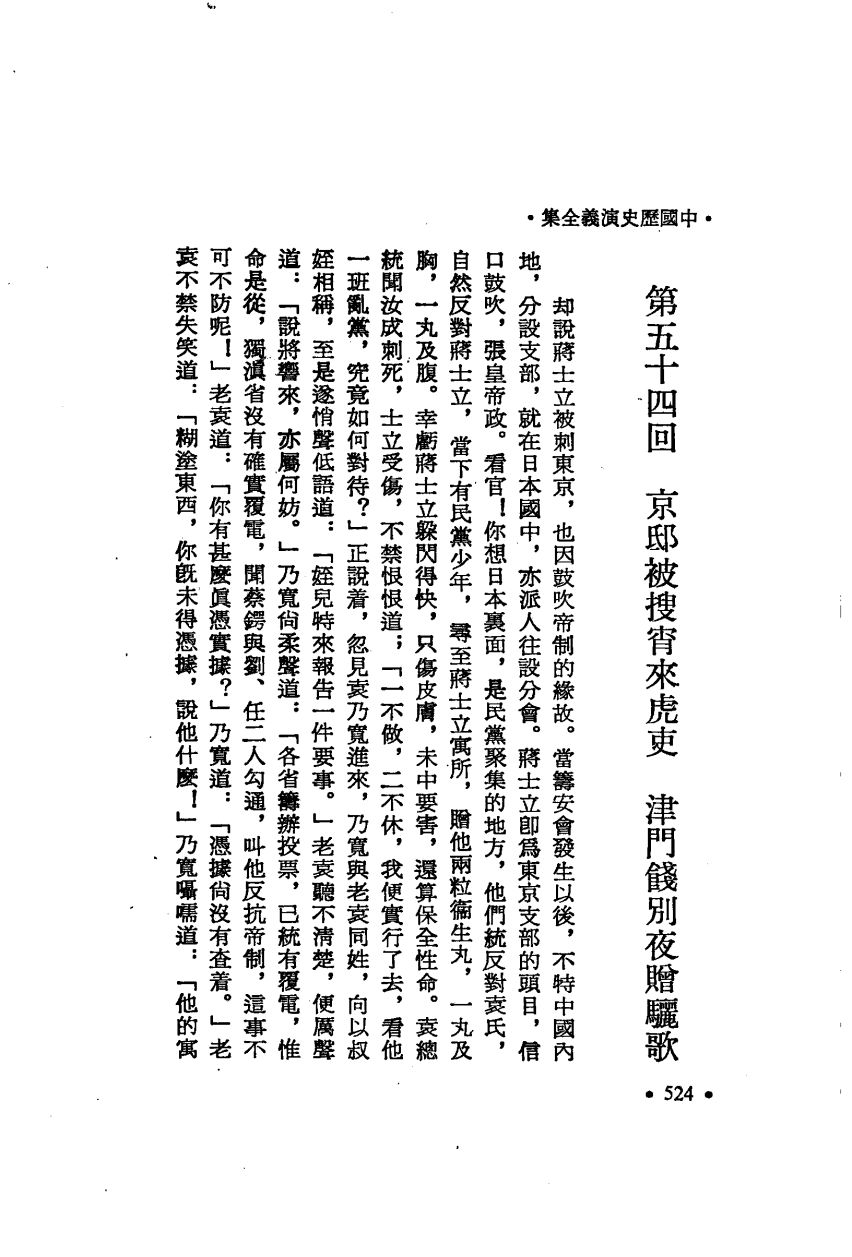 •中國歷史演義全集•
第五十四回　京邸被搜宵來虎吏　津門餞別夜贈驪歌
却說蔣士立被刺東京，也因鼓吹帝制的緣故。當籌安會發生以後，不特中國內
地，分設支部，就在日本國中，亦派人往設分會。蔣士立卽爲東京支部的頭目，信
口鼓吹，張皇帝政。看官！你想日本裏面，是民黨聚集的地方，他們統反對袁氏，
自然反對蔣士立，當下有民黨少年，尋至蔣士立寓所，贈他兩粒衞生丸，一丸及
胸，一丸及腹。幸虧蔣士立躱閃得快，只傷皮膚，未中要害，還算保全性命。袁總
統聞汝成刺死，士立受傷，不禁恨恨道；「一不做，二不休，我便實行了去，看他
一班亂黨，究竟如何對待？」正說着，忽見袁乃寬進來，乃寬與老袁同姓，向以叔
姪相稱，至是遂悄聲低語道：「姪兒特來報告一件要事。」老袁聽不清楚，便厲聲
道：「說將響來，亦屬何妨。」乃寬尙柔聲道：「各省籌辦投票，已統有覆電，惟
命是從，獨滇省沒有確實覆電，聞蔡鍔與劉、任二人勾通，叫他反抗帝制，這事不
可不防呢！」老袁道：「你有甚麼眞憑實據？」乃寬道：「憑據尙沒有查着。」老
袁不禁失笑道：「糊塗東西，你旣未得憑據，說他什麼！」乃寬囁嚅道：「他的寓
•524•